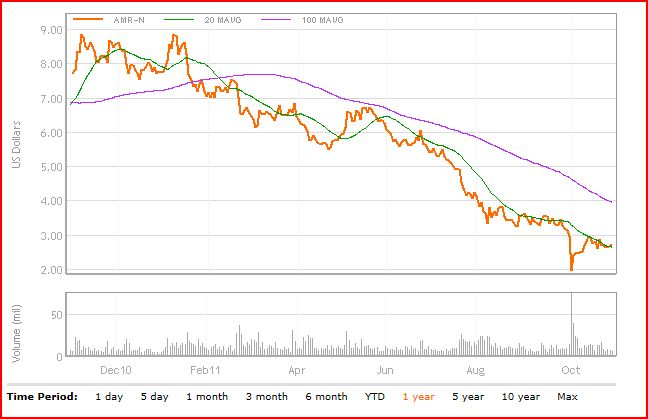 AMR-N 20 MAVG 100 MAVG
9.00
8.00
7.00
6.00
5.00
4.00
3.00
2.00
US Dollars
50
0
Volume (mil)
Dec10 Feb11 Apr Jun Aug Oct
Time Period: 1 day 5 day 1 month 3 month 6 month YTD 1 year 5 year 10 year Max